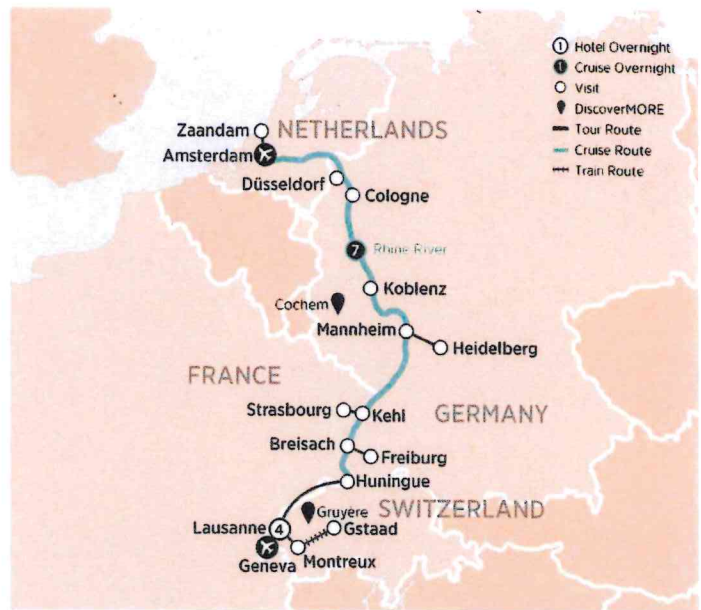 1 Hotel Overnight
1 Cruise Overnight
Visit
DiscoverMORE
Tour Route
Cruise Route
Train Route
Zaandam
NETHERLANDS
Amsterdam
Düsseldorf
Cologne
7 Rhine River
Koblenz
Cochem
Mannheim
Heidelberg
FRANCE
Strasbourg
Kehl
GERMANY
Breisach
Freiburg
Huningue
SWITZERLAND
Gruyère
Lausanne 4
Gstaad
Montreux
Geneva